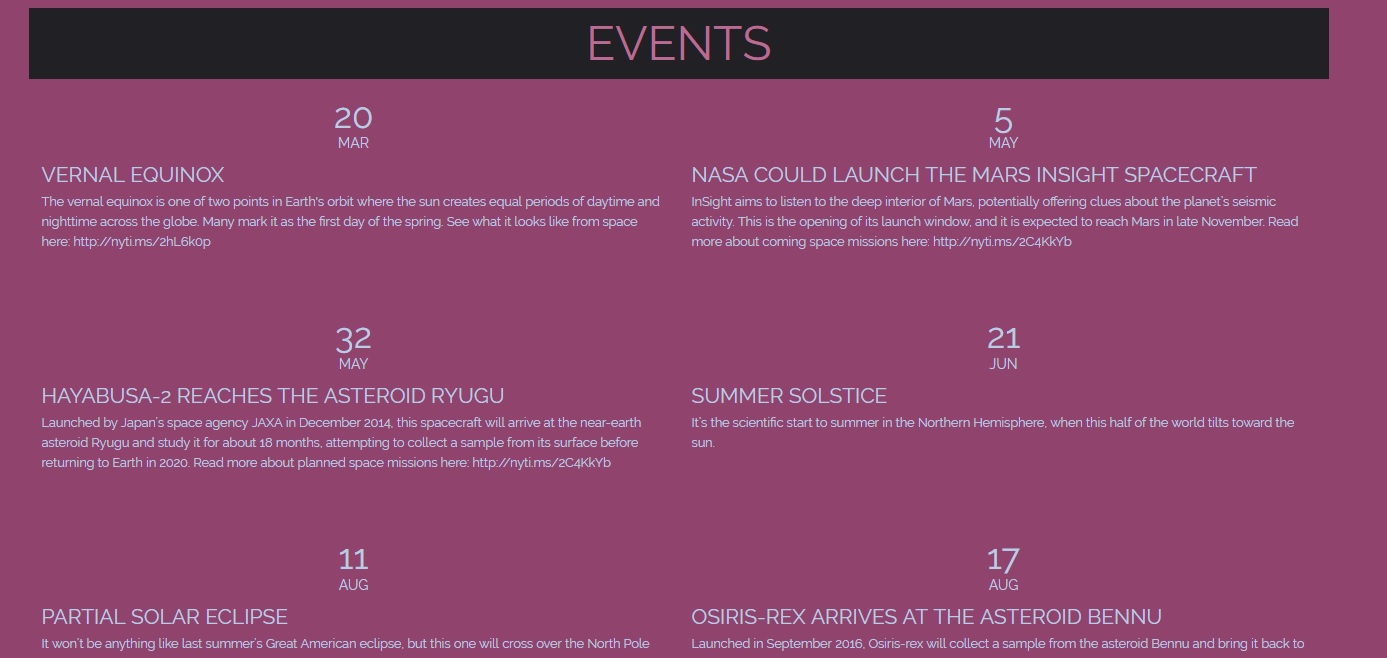 EVENTS
20
MAR
VERNAL EQUINOX
The vernal equinox is one of two points in Earth's orbit where the sun creates equal periods of daytime and
nighttime across the globe. Many mark it as the first day of the spring. See what it looks like from space
here: http://nyti.ms/2hL6k0p
5
MAY
NASA COULD LAUNCH THE MARS INSIGHT SPACECRAFT
InSight aims to listen to the deep interior of Mars, potentially offering clues about the planet's seismic
activity. This is the opening of its launch window, and it is expected to reach Mars in late November. Read
more about coming space missions here: http://nyti.ms/2C4KkYb
32
MAY
HAYABUSA-2 REACHES THE ASTEROID RYUGU
Launched by Japan's space agency JAXA in December 2014, this spacecraft will arrive at the near-earth
asteroid Ryugu and study it for about 18 months, attempting to collect a sample from its surface before
returning to Earth in 2020. Read more about planned space missions here: http://nyti.ms/2C4KkYb
21
JUN
SUMMER SOLSTICE
It's the scientific start to summer in the Northern Hemisphere, when this half of the world tilts toward the
sun.
11
AUG
PARTIAL SOLAR ECLIPSE
It won't be anything like last summer's Great American eclipse, but this one will cross over the North Pole
17
AUG
OSIRIS-REX ARRIVES AT THE ASTEROID BENNU
Launched in September 2016, Osiris-rex will collect a sample from the asteroid Bennu and bring it back to